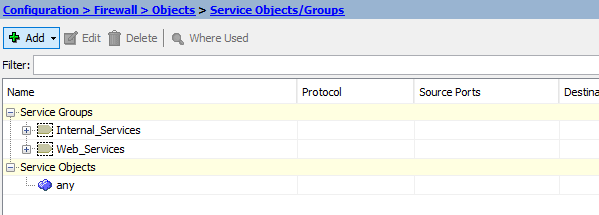 Configuration > Firewall > Objects > Service Objects/Groups
Add Edit Delete Where Used
Filter:
Name Protocol Source Ports Destina
Service Groups
Internal_Services
Web_Services
Service Objects
any